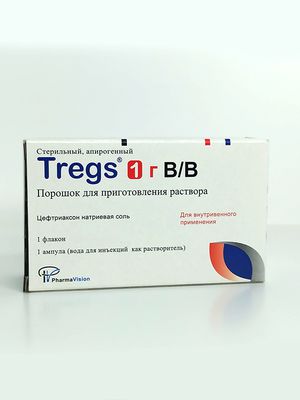 Стерильный, апирогенный
Tregs® 1 г В/В
Порошок для приготовления раствора
Цефтриаксон натриевая соль
Для внутривенного
применения
1 флакон
1 ампула (вода для инъекций как растворитель)
PharmaVision